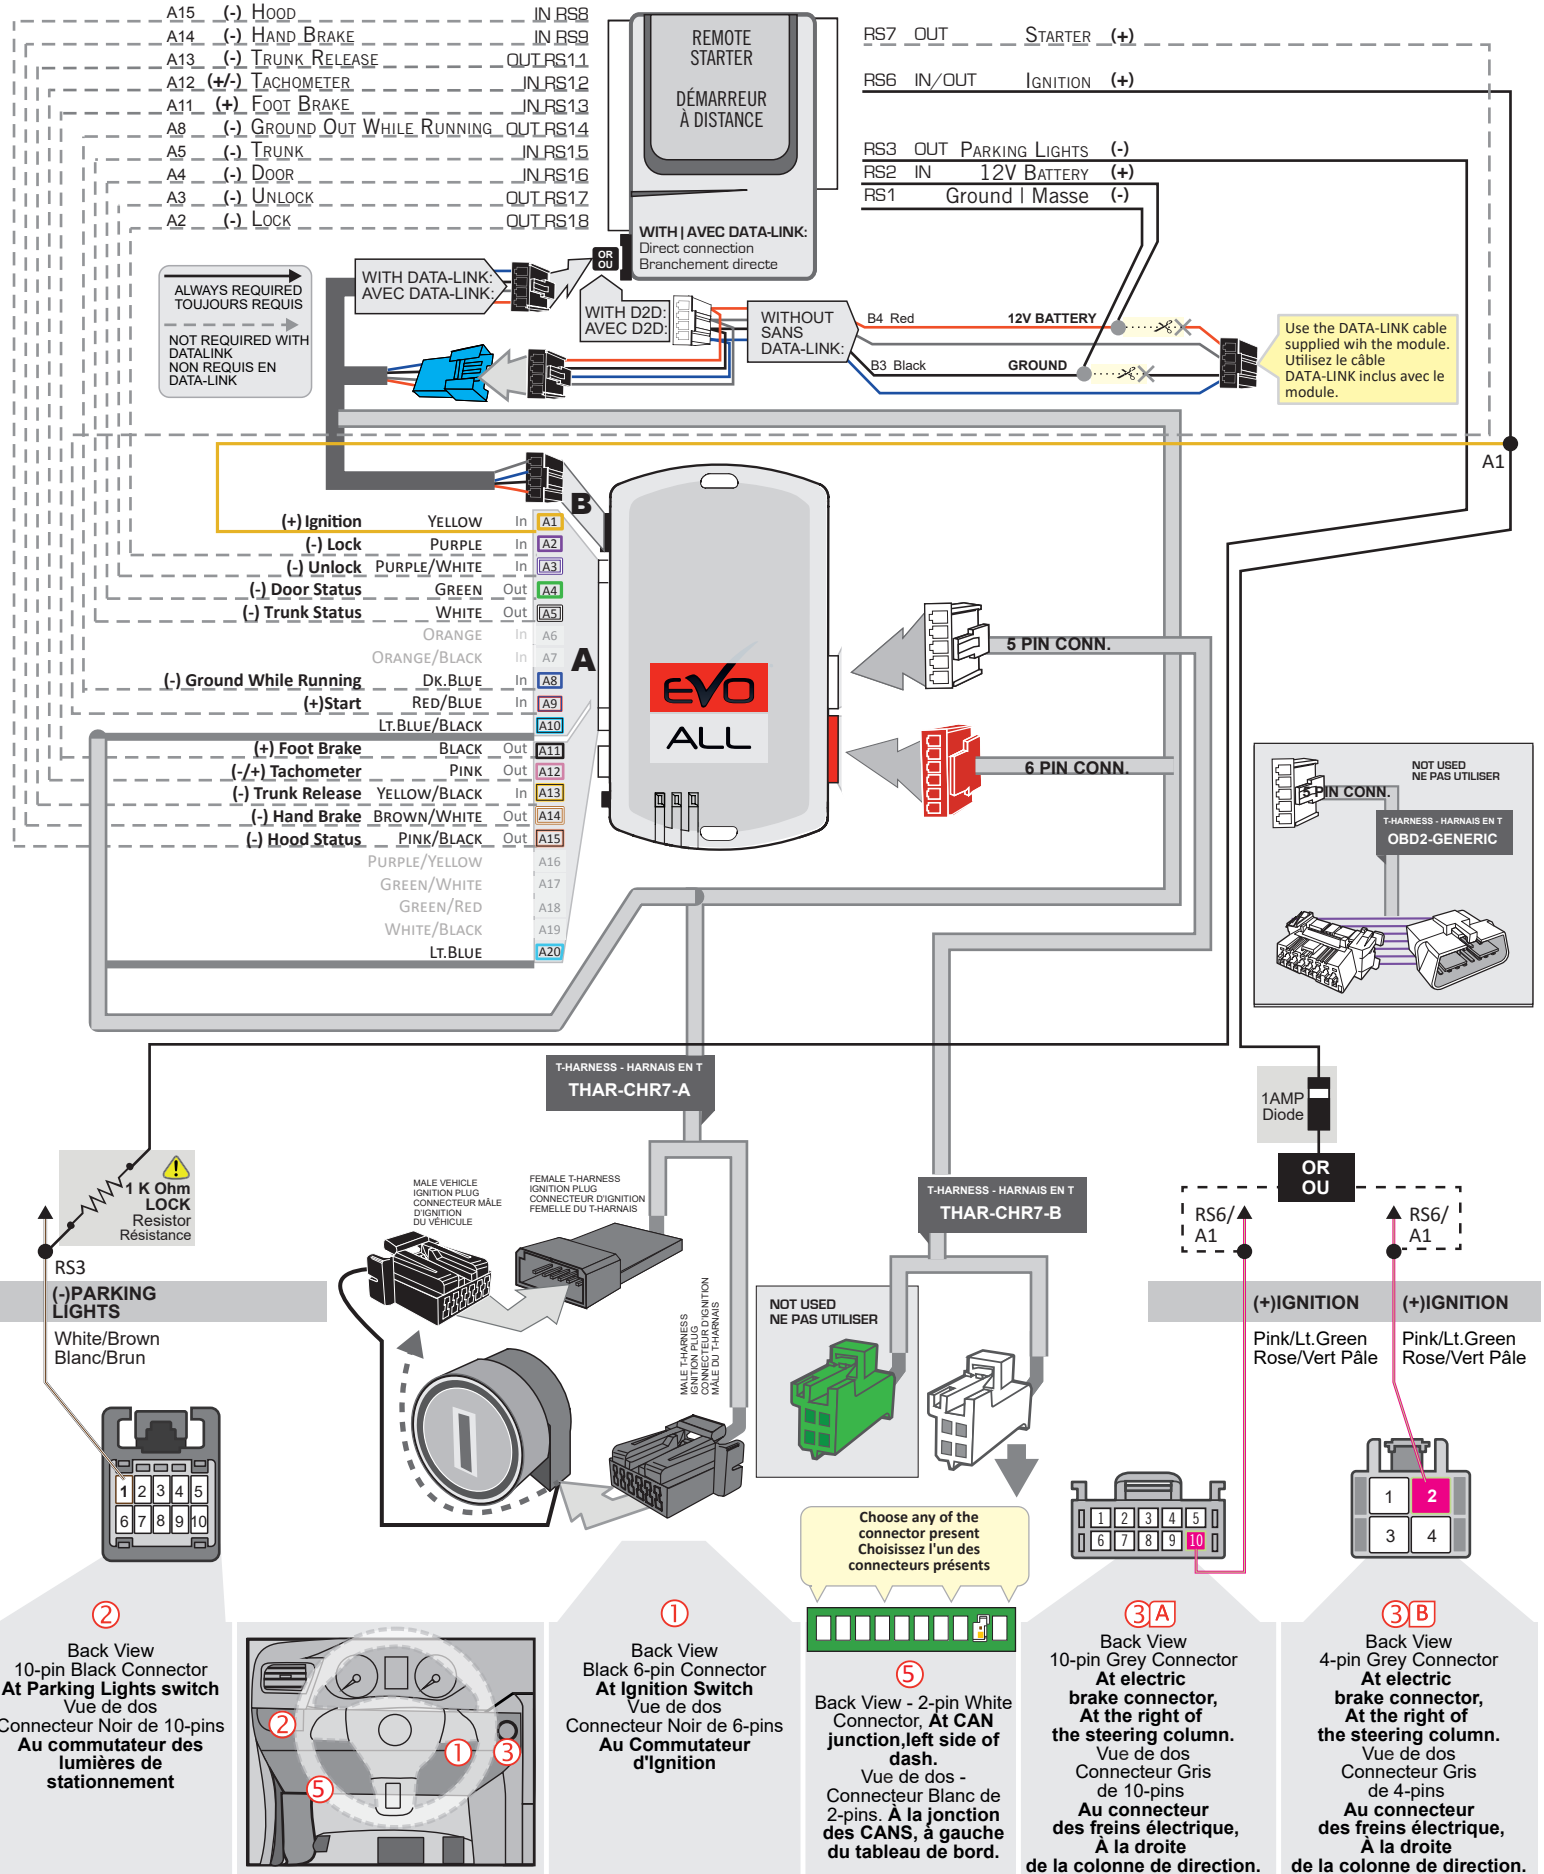 A15 (-) HOOD IN RS8
A14 (-) HAND BRAKE IN RS9
A13 (-) TRUNK RELEASE OUT RS11
A12 (+/-) TACHOMETER IN RS12
A11 (+) FOOT BRAKE IN RS13
A8 (-) GROUND OUT WHILE RUNNING OUT RS14
A5 (-) TRUNK IN RS15
A4 (-) DOOR IN RS16
A3 (-) UNLOCK OUT RS17
A2 (-) LOCK OUT RS18
REMOTE
STARTER
DÉMARREUR
À DISTANCE
WITH | AVEC DATA-LINK:
Direct connection
Branchement directe
RS7 OUT STARTER (+)
RS6 IN/OUT IGNITION (+)
RS3 OUT PARKING LIGHTS (-)
RS2 IN 12V BATTERY (+)
RS1 Ground | Masse (-)
ALWAYS REQUIRED
TOUJOURS REQUIS
NOT REQUIRED WITH
DATALINK
NON REQUIS EN
DATA-LINK
WITH DATA-LINK:
AVEC DATA-LINK:
OR
OU
WITH D2D:
AVEC D2D:
WITHOUT
SANS
DATA-LINK:
B4 Red 12V BATTERY
B3 Black GROUND
Use the DATA-LINK cable
supplied wih the module.
Utilisez le câble
DATA-LINK inclus avec le
module.
A1
B
A
(+) Ignition YELLOW In A1
(-) Lock PURPLE In A2
(-) Unlock PURPLE/WHITE In A3
(-) Door Status GREEN Out A4
(-) Trunk Status WHITE Out A5
ORANGE In A6
ORANGE/BLACK In A7
(-) Ground While Running DK.BLUE In A8
(+)Start RED/BLUE In A9
LT.BLUE/BLACK A10
(+) Foot Brake BLACK Out A11
(-/+) Tachometer PINK Out A12
(-) Trunk Release YELLOW/BLACK In A13
(-) Hand Brake BROWN/WHITE Out A14
(-) Hood Status PINK/BLACK Out A15
PURPLE/YELLOW A16
GREEN/WHITE A17
GREEN/RED A18
WHITE/BLACK A19
LT.BLUE A20
EVO
ALL
5 PIN CONN.
6 PIN CONN.
NOT USED
NE PAS UTILISER
5 PIN CONN.
T-HARNESS - HARNAIS EN T
OBD2-GENERIC
T-HARNESS - HARNAIS EN T
THAR-CHR7-A
T-HARNESS - HARNAIS EN T
THAR-CHR7-B
1AMP
Diode
OR
OU
RS6/
A1
RS6/
A1
1 K Ohm
LOCK
Resistor
Résistance
RS3
(-)PARKING
LIGHTS
White/Brown
Blanc/Brun
MALE VEHICLE
IGNITION PLUG
CONNECTEUR MÂLE
D'IGNITION
DU VÉHICULE
FEMALE T-HARNESS
IGNITION PLUG
CONNECTEUR D'IGNITION
FEMELLE DU T-HARNAIS
MALE T-HARNESS
IGNITION PLUG
CONNECTEUR D'IGNITION
MÂLE DU T-HARNAIS
NOT USED
NE PAS UTILISER
(+)IGNITION
Pink/Lt.Green
Rose/Vert Pâle
(+)IGNITION
Pink/Lt.Green
Rose/Vert Pâle
1 2 3 4 5
6 7 8 9 10
Choose any of the
connector present
Choisissez l'un des
connecteurs présents
1 2 3 4 5
6 7 8 9 10
1 2
3 4
2
Back View
10-pin Black Connector
At Parking Lights switch
Vue de dos
Connecteur Noir de 10-pins
Au commutateur des
lumières de
stationnement
2
1
3
5
1
Back View
Black 6-pin Connector
At Ignition Switch
Vue de dos
Connecteur Noir de 6-pins
Au Commutateur
d'Ignition
5
Back View - 2-pin White
Connector, At CAN
junction,left side of
dash.
Vue de dos -
Connecteur Blanc de
2-pins. À la jonction
des CANS, à gauche
du tableau de bord.
3 A
Back View
10-pin Grey Connector
At electric
brake connector,
At the right of
the steering column.
Vue de dos
Connecteur Gris
de 10-pins
Au connecteur
des freins électrique,
À la droite
de la colonne de direction.
3 B
Back View
4-pin Grey Connector
At electric
brake connector,
At the right of
the steering column.
Vue de dos
Connecteur Gris
de 4-pins
Au connecteur
des freins électrique,
À la droite
de la colonne de direction.